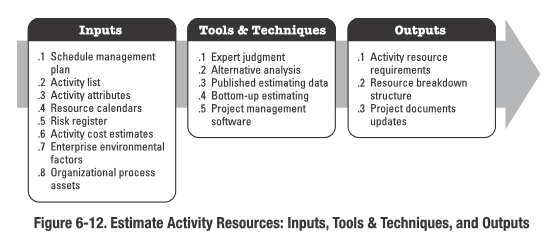 Inputs
.1 Schedule management
plan
.2 Activity list
.3 Activity attributes
.4 Resource calendars
.5 Risk register
.6 Activity cost estimates
.7 Enterprise environmental
factors
.8 Organizational process
assets
Tools & Techniques
.1 Expert judgment
.2 Alternative analysis
.3 Published estimating data
.4 Bottom-up estimating
.5 Project management
software
Outputs
.1 Activity resource
requirements
.2 Resource breakdown
structure
.3 Project documents
updates
Figure 6-12. Estimate Activity Resources: Inputs, Tools & Techniques, and Outputs